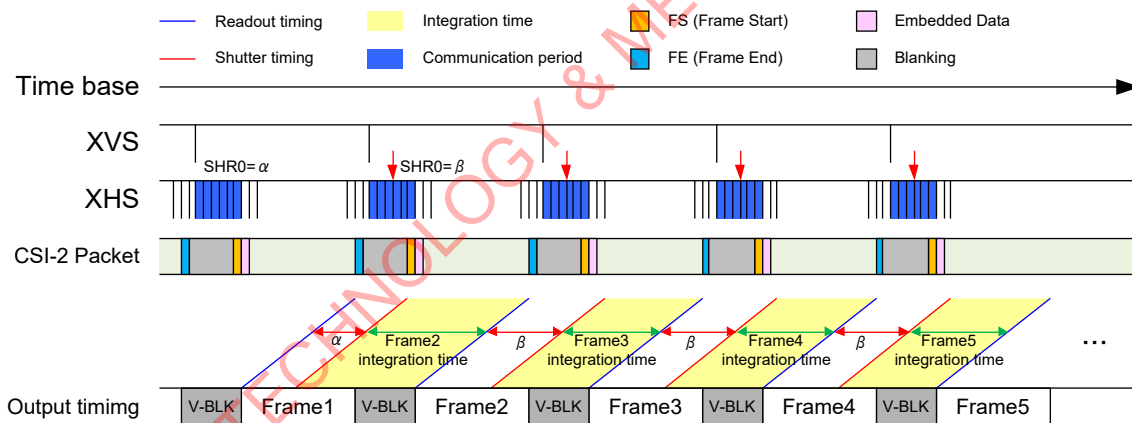 Readout timing Integration time FS (Frame Start) Embedded Data
Shutter timing Communication period FE (Frame End) Blanking
Time base
XVS
SHR0= α SHR0= β
XHS
CSI-2 Packet
α Frame2 integration time
β Frame3 integration time
β Frame4 integration time
β Frame5 integration time
...
Output timimg V-BLK Frame1 V-BLK Frame2 V-BLK Frame3 V-BLK Frame4 V-BLK Frame5
TECHNOLOGY & ME